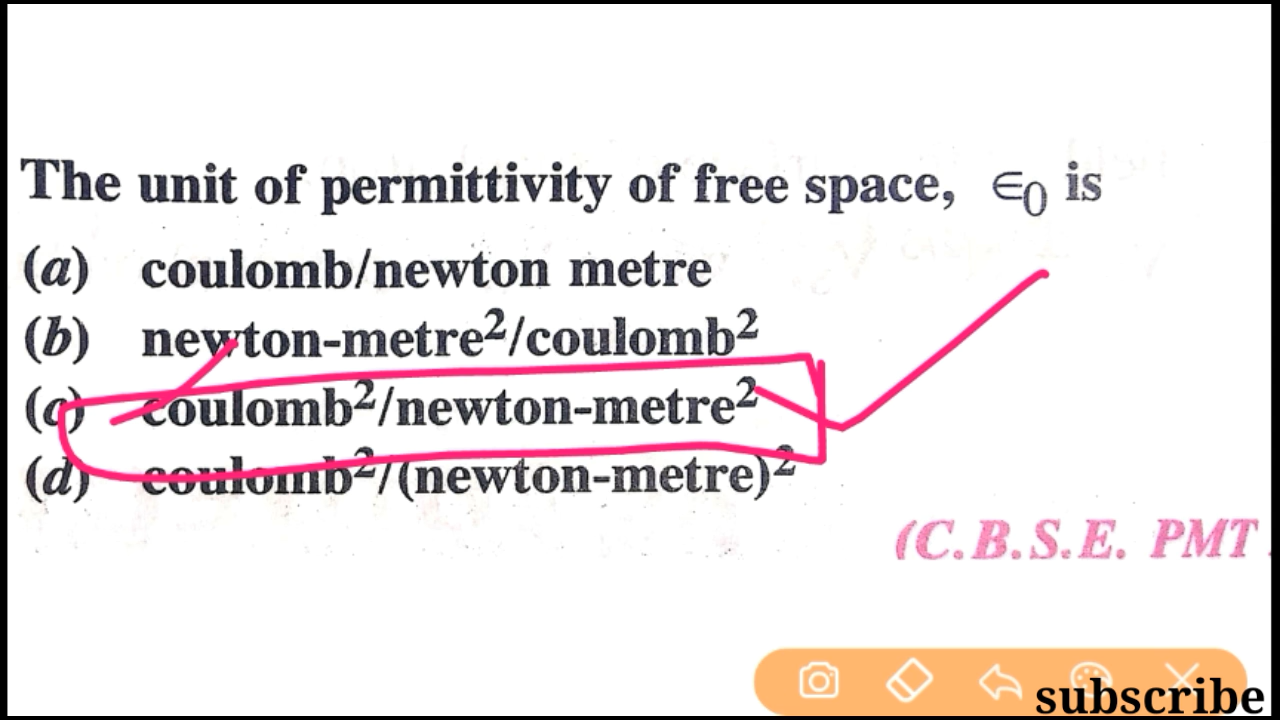 The unit of permittivity of free space, ∈₀ is
(a) coulomb/newton metre
(b) newton-metre²/coulomb²
(c) coulomb²/newton-metre²
(d) coulomb²/(newton-metre)²
(C.B.S.E. PMT
subscribe